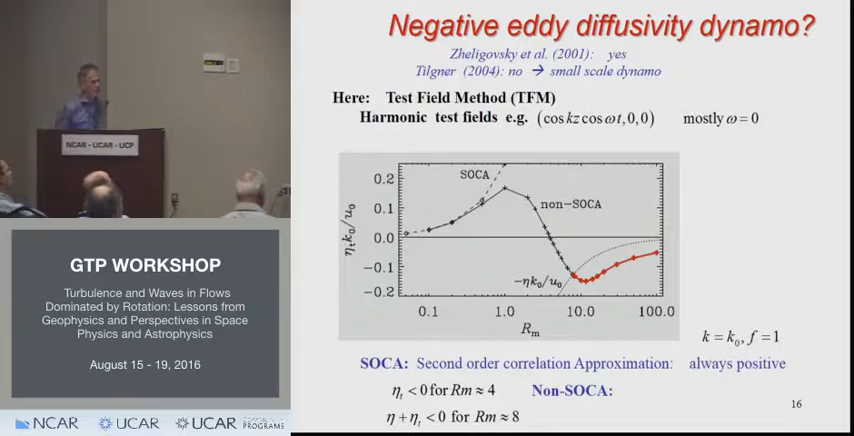 NCAR - UCAR - UCP
GTP WORKSHOP
Turbulence and Waves in Flows
Dominated by Rotation: Lessons from
Geophysics and Perspectives in Space
Physics and Astrophysics
August 15 - 19, 2016
NCAR UCAR UCAR COMMUNITY PROGRAMS
Negative eddy diffusivity dynamo?
Zheligovsky et al. (2001): yes
Tilgner (2004): no → small scale dynamo
Here: Test Field Method (TFM)
Harmonic test fields e.g. (cos kz cos ωt, 0, 0) mostly ω = 0
SOCA
non-SOCA
−ηk₀/u₀
ηₜk₀/u₀
0.2
0.1
0.0
−0.1
−0.2
0.1 1.0 10.0 100.0
Rₘ
k = k₀, f = 1
SOCA: Second order correlation Approximation: always positive
ηₜ < 0 for Rm ≈ 4 Non-SOCA:
η + ηₜ < 0 for Rm ≈ 8
16